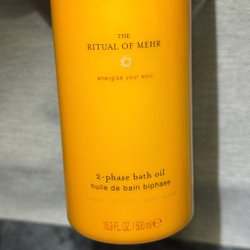 THE
RITUAL OF MEHR
energise your soul
2-phase bath oil
huile de bain biphase
16.9 FL. OZ. / 500 ml ℮